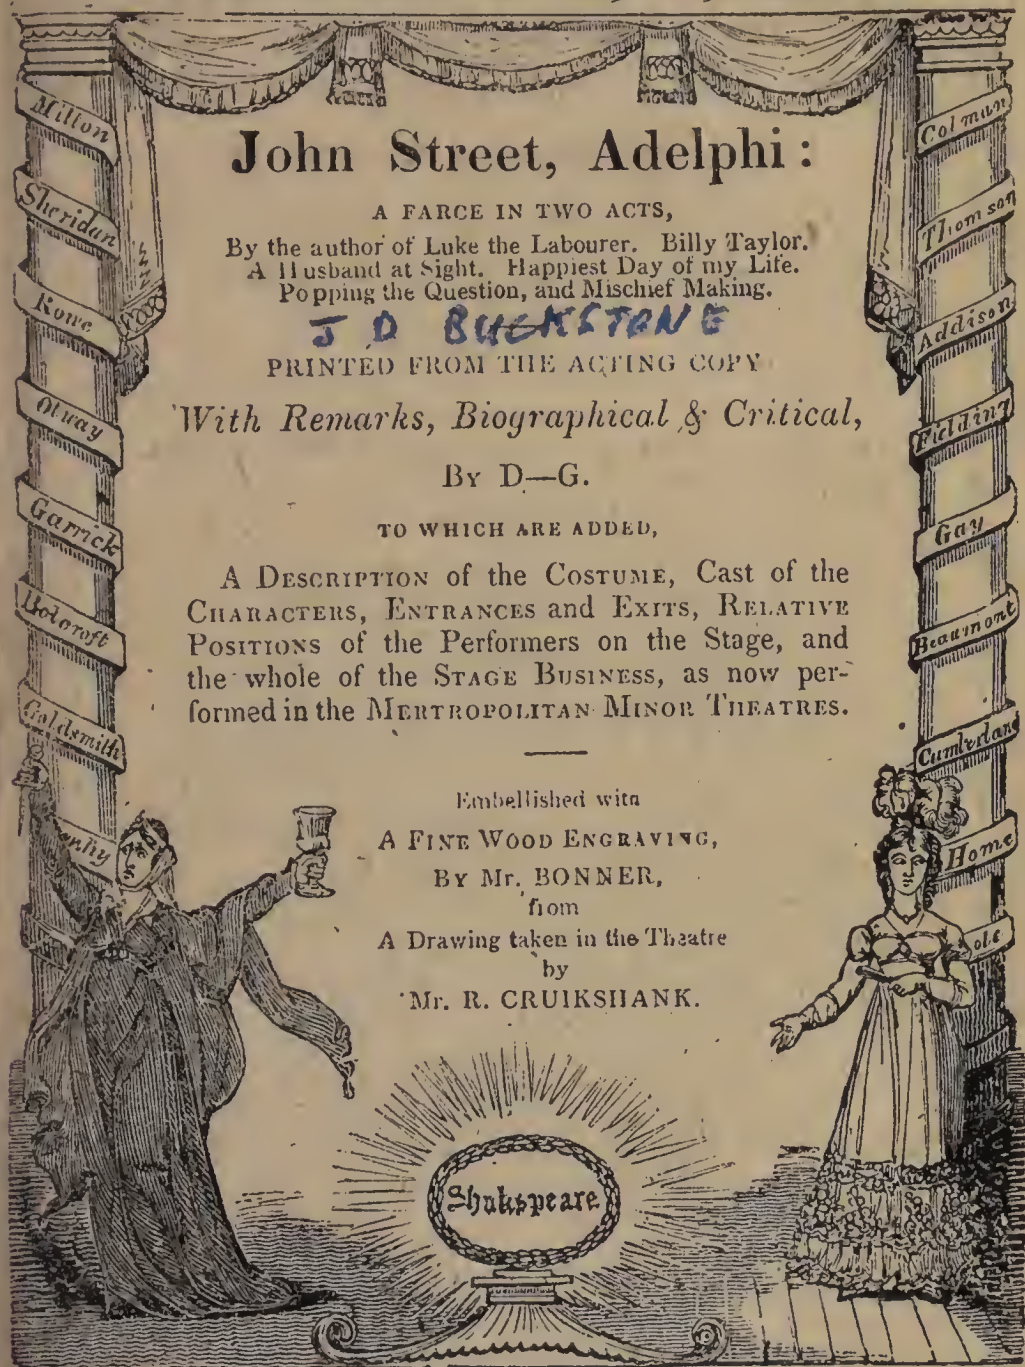 John Street, Adelphi:
A FARCE IN TWO ACTS,
By the author of Luke the Labourer. Billy Taylor.
A Husband at Sight. Happiest Day of my Life.
Popping the Question, and Mischief Making.
J D BUCKSTONE
PRINTED FROM THE ACTING COPY
With Remarks, Biographical & Critical,
By D—G.
TO WHICH ARE ADDED,
A DESCRIPTION of the COSTUME, Cast of the
CHARACTERS, ENTRANCES and EXITS, RELATIVE
POSITIONS of the Performers on the Stage, and
the whole of the STAGE BUSINESS, as now per-
formed in the MERTROPOLITAN MINOR THEATRES.
Embellished with
A FINE WOOD ENGRAVING,
BY Mr. BONNER,
from
A Drawing taken in the Theatre
by
Mr. R. CRUIKSHANK.
Milton
Sheridan
Rowe
Otway
Garrick
Holcroft
Goldsmith
Colman
Thomson
Addison
Fielding
Gay
Beaumont
Cumberland
Home
Shakspeare